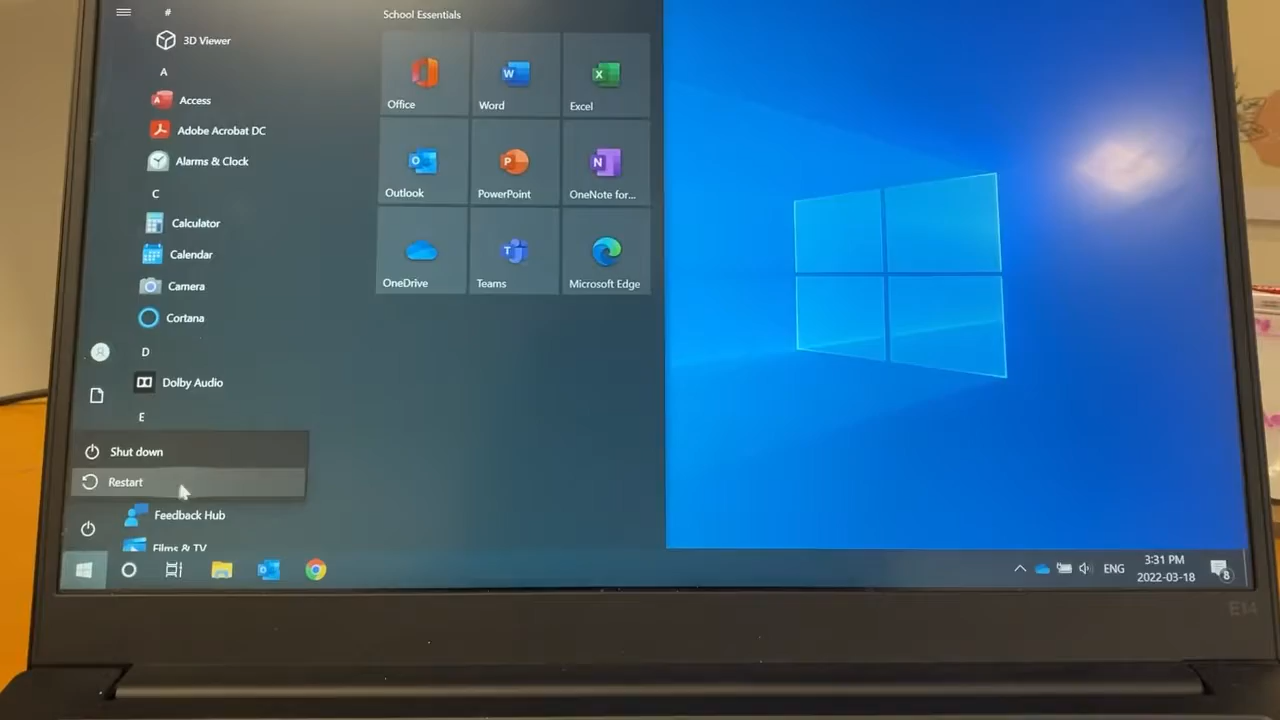 #
3D Viewer
A
Access
Adobe Acrobat DC
Alarms & Clock
C
Calculator
Calendar
Camera
Cortana
D
Dolby Audio
E
Shut down
Restart
Feedback Hub
Films & TV
School Essentials
Office
Word
Excel
Outlook
PowerPoint
OneNote for...
OneDrive
Teams
Microsoft Edge
ENG
3:31 PM
2022-03-18
8
E14